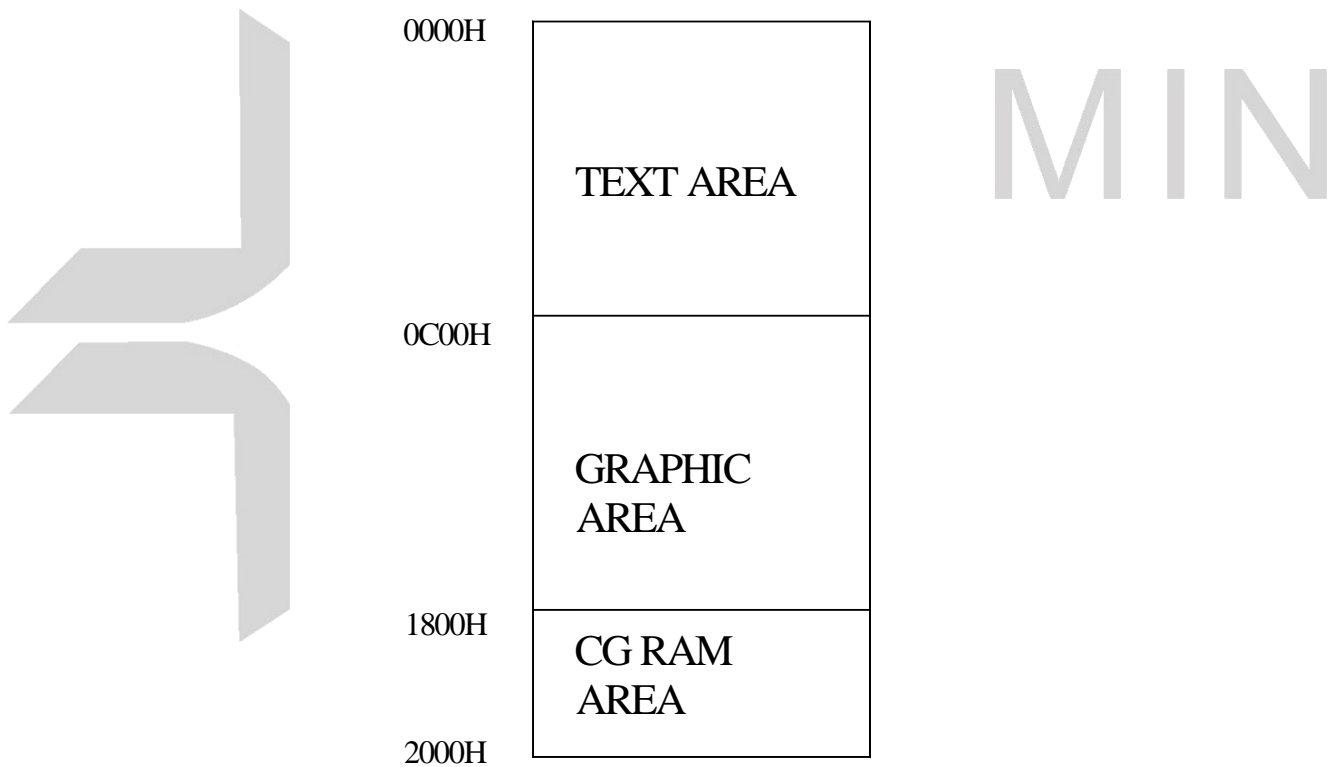 0000H
MIN
TEXT AREA
0C00H
GRAPHIC
AREA
1800H
CG RAM
AREA
2000H